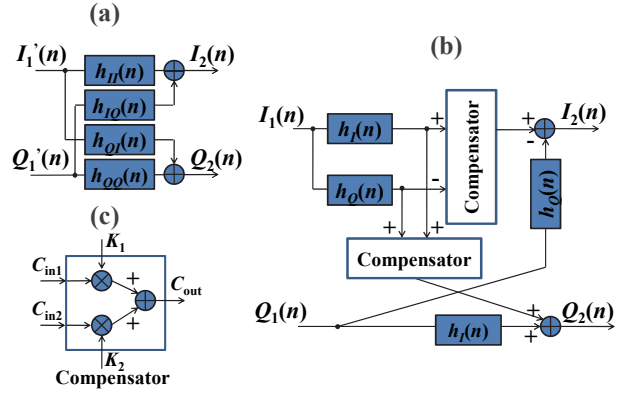 (a)
I1'(n)
hII(n)
I2(n)
hIQ(n)
hQI(n)
Q1'(n)
hQQ(n)
Q2(n)
(b)
I1(n)
hI(n)
+
Compensator
+
I2(n)
-
hQ(n)
-
hQ(n)
+
+
Compensator
Q1(n)
hI(n)
+
+
Q2(n)
(c)
K1
Cin1
+
Cout
Cin2
+
K2
Compensator